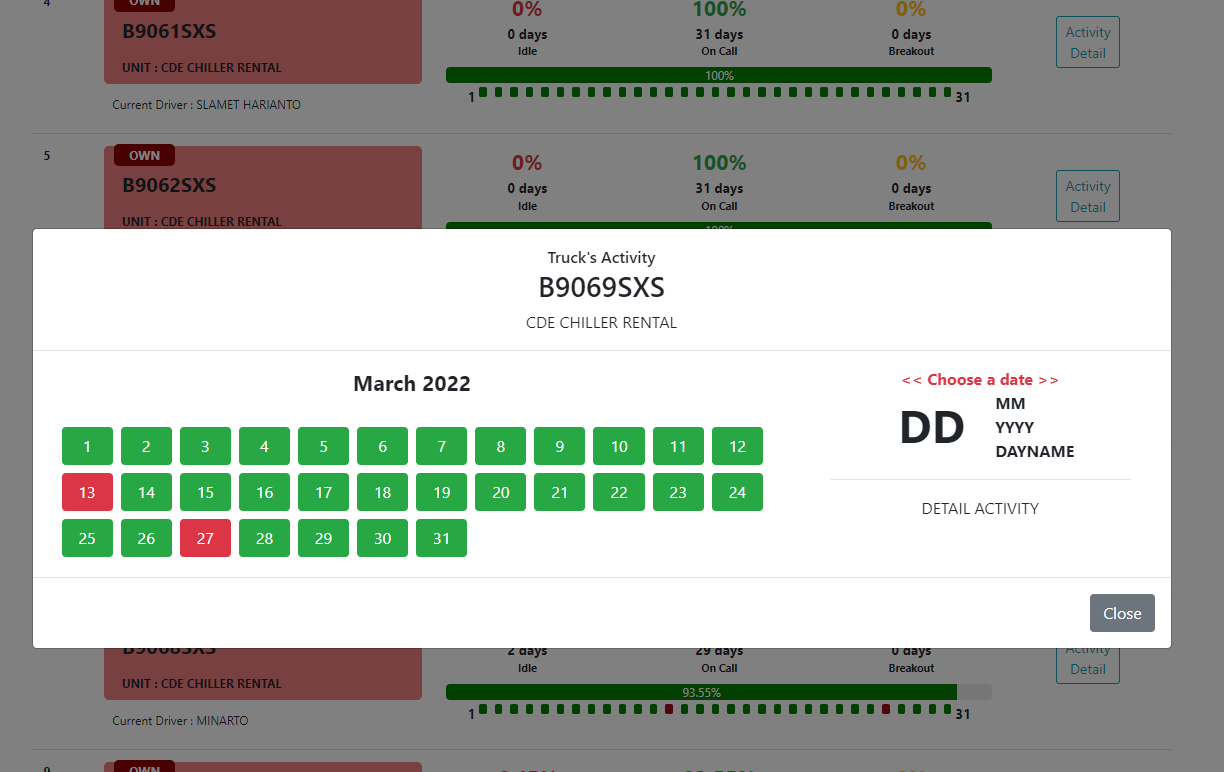 4
OWN
B9061SXS
UNIT : CDE CHILLER RENTAL
Current Driver : SLAMET HARIANTO
0%
0 days
Idle
100%
31 days
On Call
0%
0 days
Breakout
100%
1
31
Activity
Detail
5
OWN
B9062SXS
UNIT : CDE CHILLER RENTAL
0%
0 days
Idle
100%
31 days
On Call
0%
0 days
Breakout
100%
Activity
Detail
Truck's Activity
B9069SXS
CDE CHILLER RENTAL
March 2022
1 2 3 4 5 6 7 8 9 10 11 12
13 14 15 16 17 18 19 20 21 22 23 24
25 26 27 28 29 30 31
<< Choose a date >>
DD
MM
YYYY
DAYNAME
DETAIL ACTIVITY
Close
UNIT : CDE CHILLER RENTAL
Current Driver : MINARTO
2 days
Idle
29 days
On Call
0 days
Breakout
93.55%
1
31
Activity
Detail
9
OWN